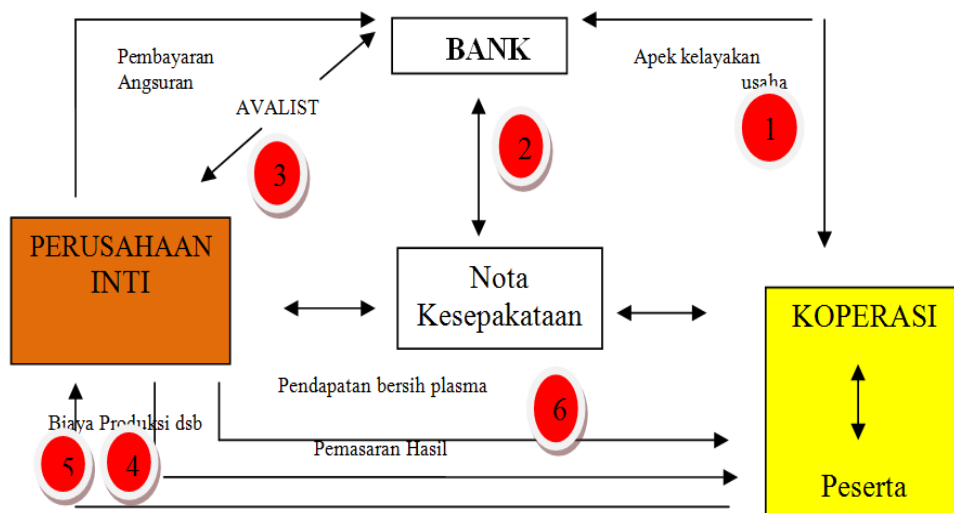 BANK
Pembayaran
Angsuran
Apek kelayakan
usaha
1
AVALIST
2
3
PERUSAHAAN
INTI
Nota
Kesepakataan
KOPERASI
Pendapatan bersih plasma
6
Biaya Produksi dsb
Pemasaran Hasil
5
4
Peserta